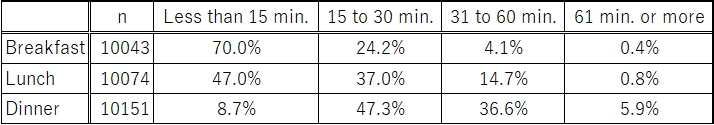 n Less than 15 min. 15 to 30 min. 31 to 60 min. 61 min. or more
Breakfast 10043 70.0% 24.2% 4.1% 0.4%
Lunch 10074 47.0% 37.0% 14.7% 0.8%
Dinner 10151 8.7% 47.3% 36.6% 5.9%